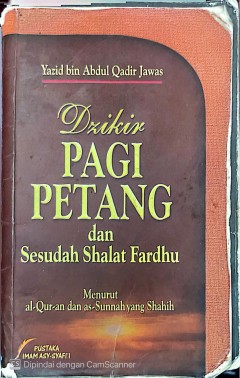 Yazid bin Abdul Qadir Jawas
Dzikir
PAGI
PETANG
dan
Sesudah Shalat Fardhu
Menurut
al-Qur-an dan as-Sunnah yang Shahih
PUSTAKA
IMAM ASY-SYAFI'I
Dipindai dengan CamScanner